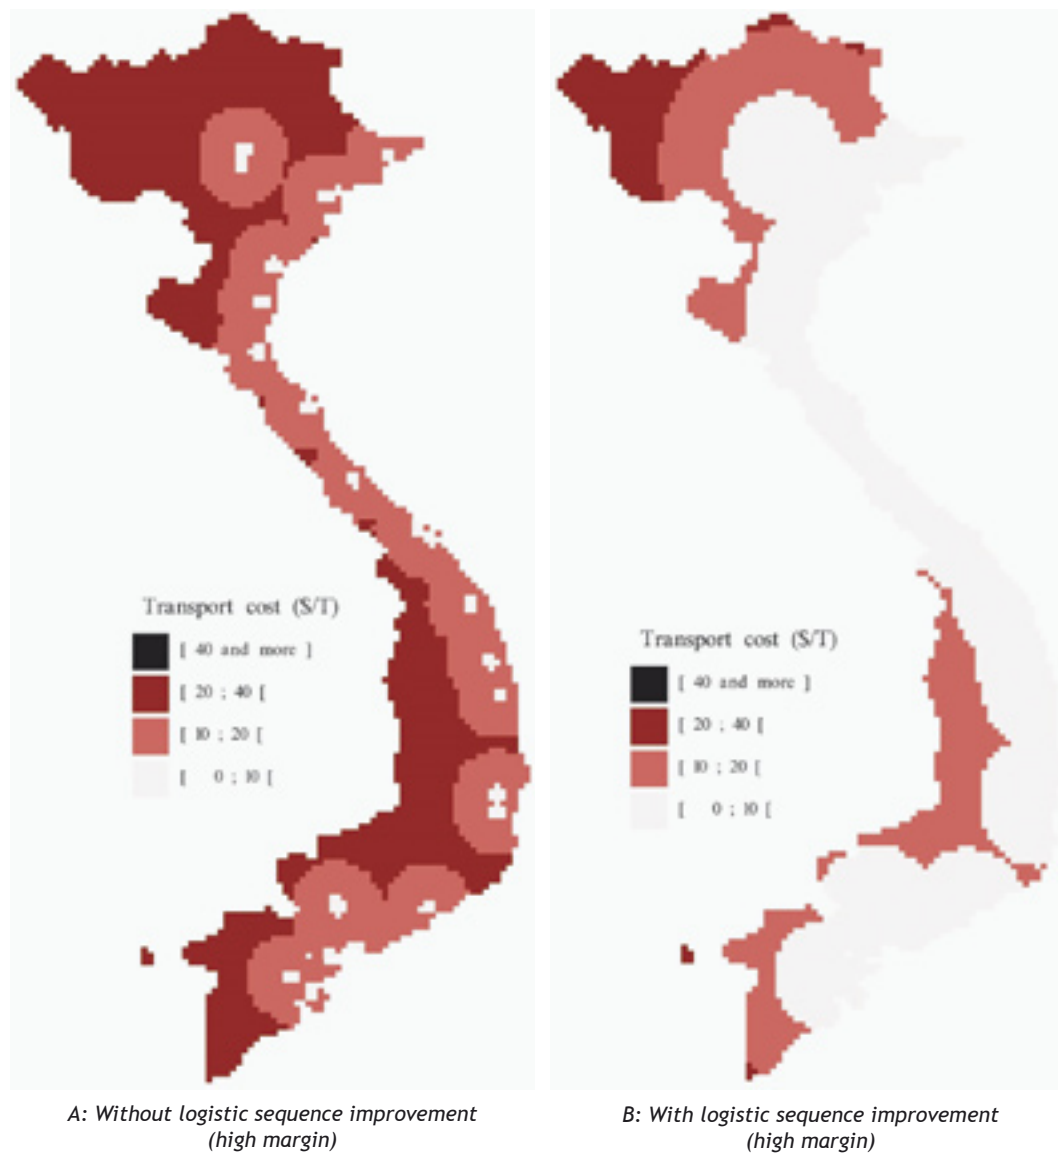 Transport cost ($/T)
[ 40 and more ]
[ 20 ; 40 [
[ 10 ; 20 [
[ 0 ; 10 [
Transport cost ($/T)
[ 40 and more ]
[ 20 ; 40 [
[ 10 ; 20 [
[ 0 ; 10 [
A: Without logistic sequence improvement
(high margin)
B: With logistic sequence improvement
(high margin)